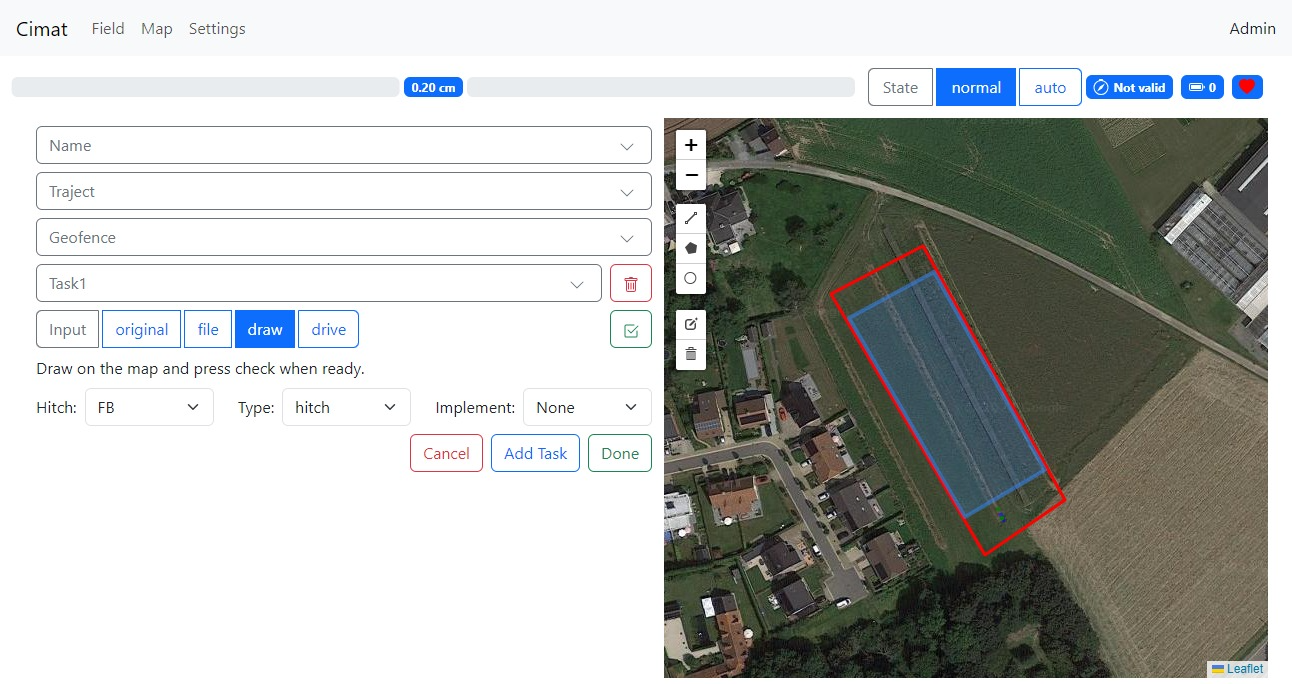 Cimat Field Map Settings Admin
0.20 cm State normal auto Not valid 0
Name
Traject
Geofence
Task1
Input original file draw drive
Draw on the map and press check when ready.
Hitch: FB Type: hitch Implement: None
Cancel Add Task Done
+
−
Leaflet